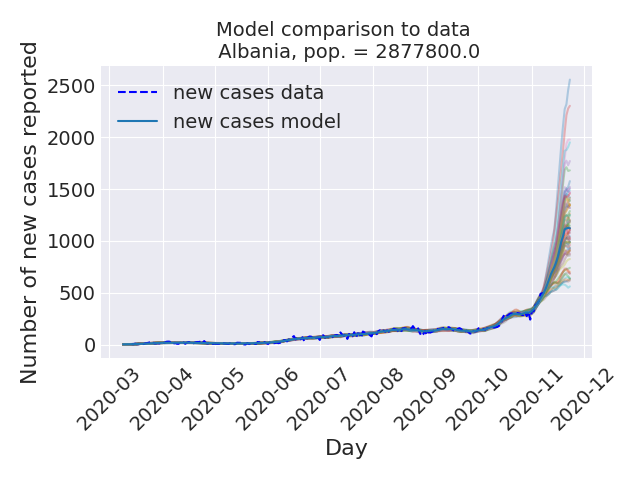 Model comparison to data
Albania, pop. = 2877800.0
Number of new cases reported
2500
2000
1500
1000
500
0
new cases data
new cases model
2020-03
2020-04
2020-05
2020-06
2020-07
2020-08
2020-09
2020-10
2020-11
2020-12
Day